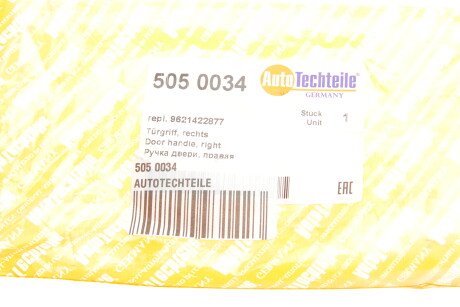 505 0034
AutoTechteile
GERMANY
repl. 9621422877
Stuck
Unit
1
Türgriff, rechts
Door handle, right
Ручка двери, правая
505 0034
AUTOTECHTEILE
EAC